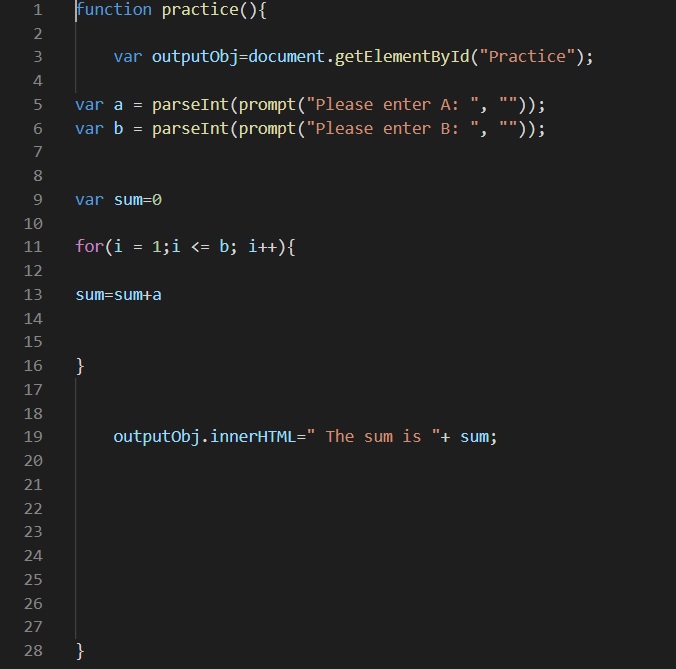 1 function practice(){
2
3 var outputObj=document.getElementById("Practice");
4
5 var a = parseInt(prompt("Please enter A: ", ""));
6 var b = parseInt(prompt("Please enter B: ", ""));
7
8
9 var sum=0
10
11 for(i = 1;i <= b; i++){
12
13 sum=sum+a
14
15
16 }
17
18
19 outputObj.innerHTML=" The sum is "+ sum;
20
21
22
23
24
25
26
27
28 }